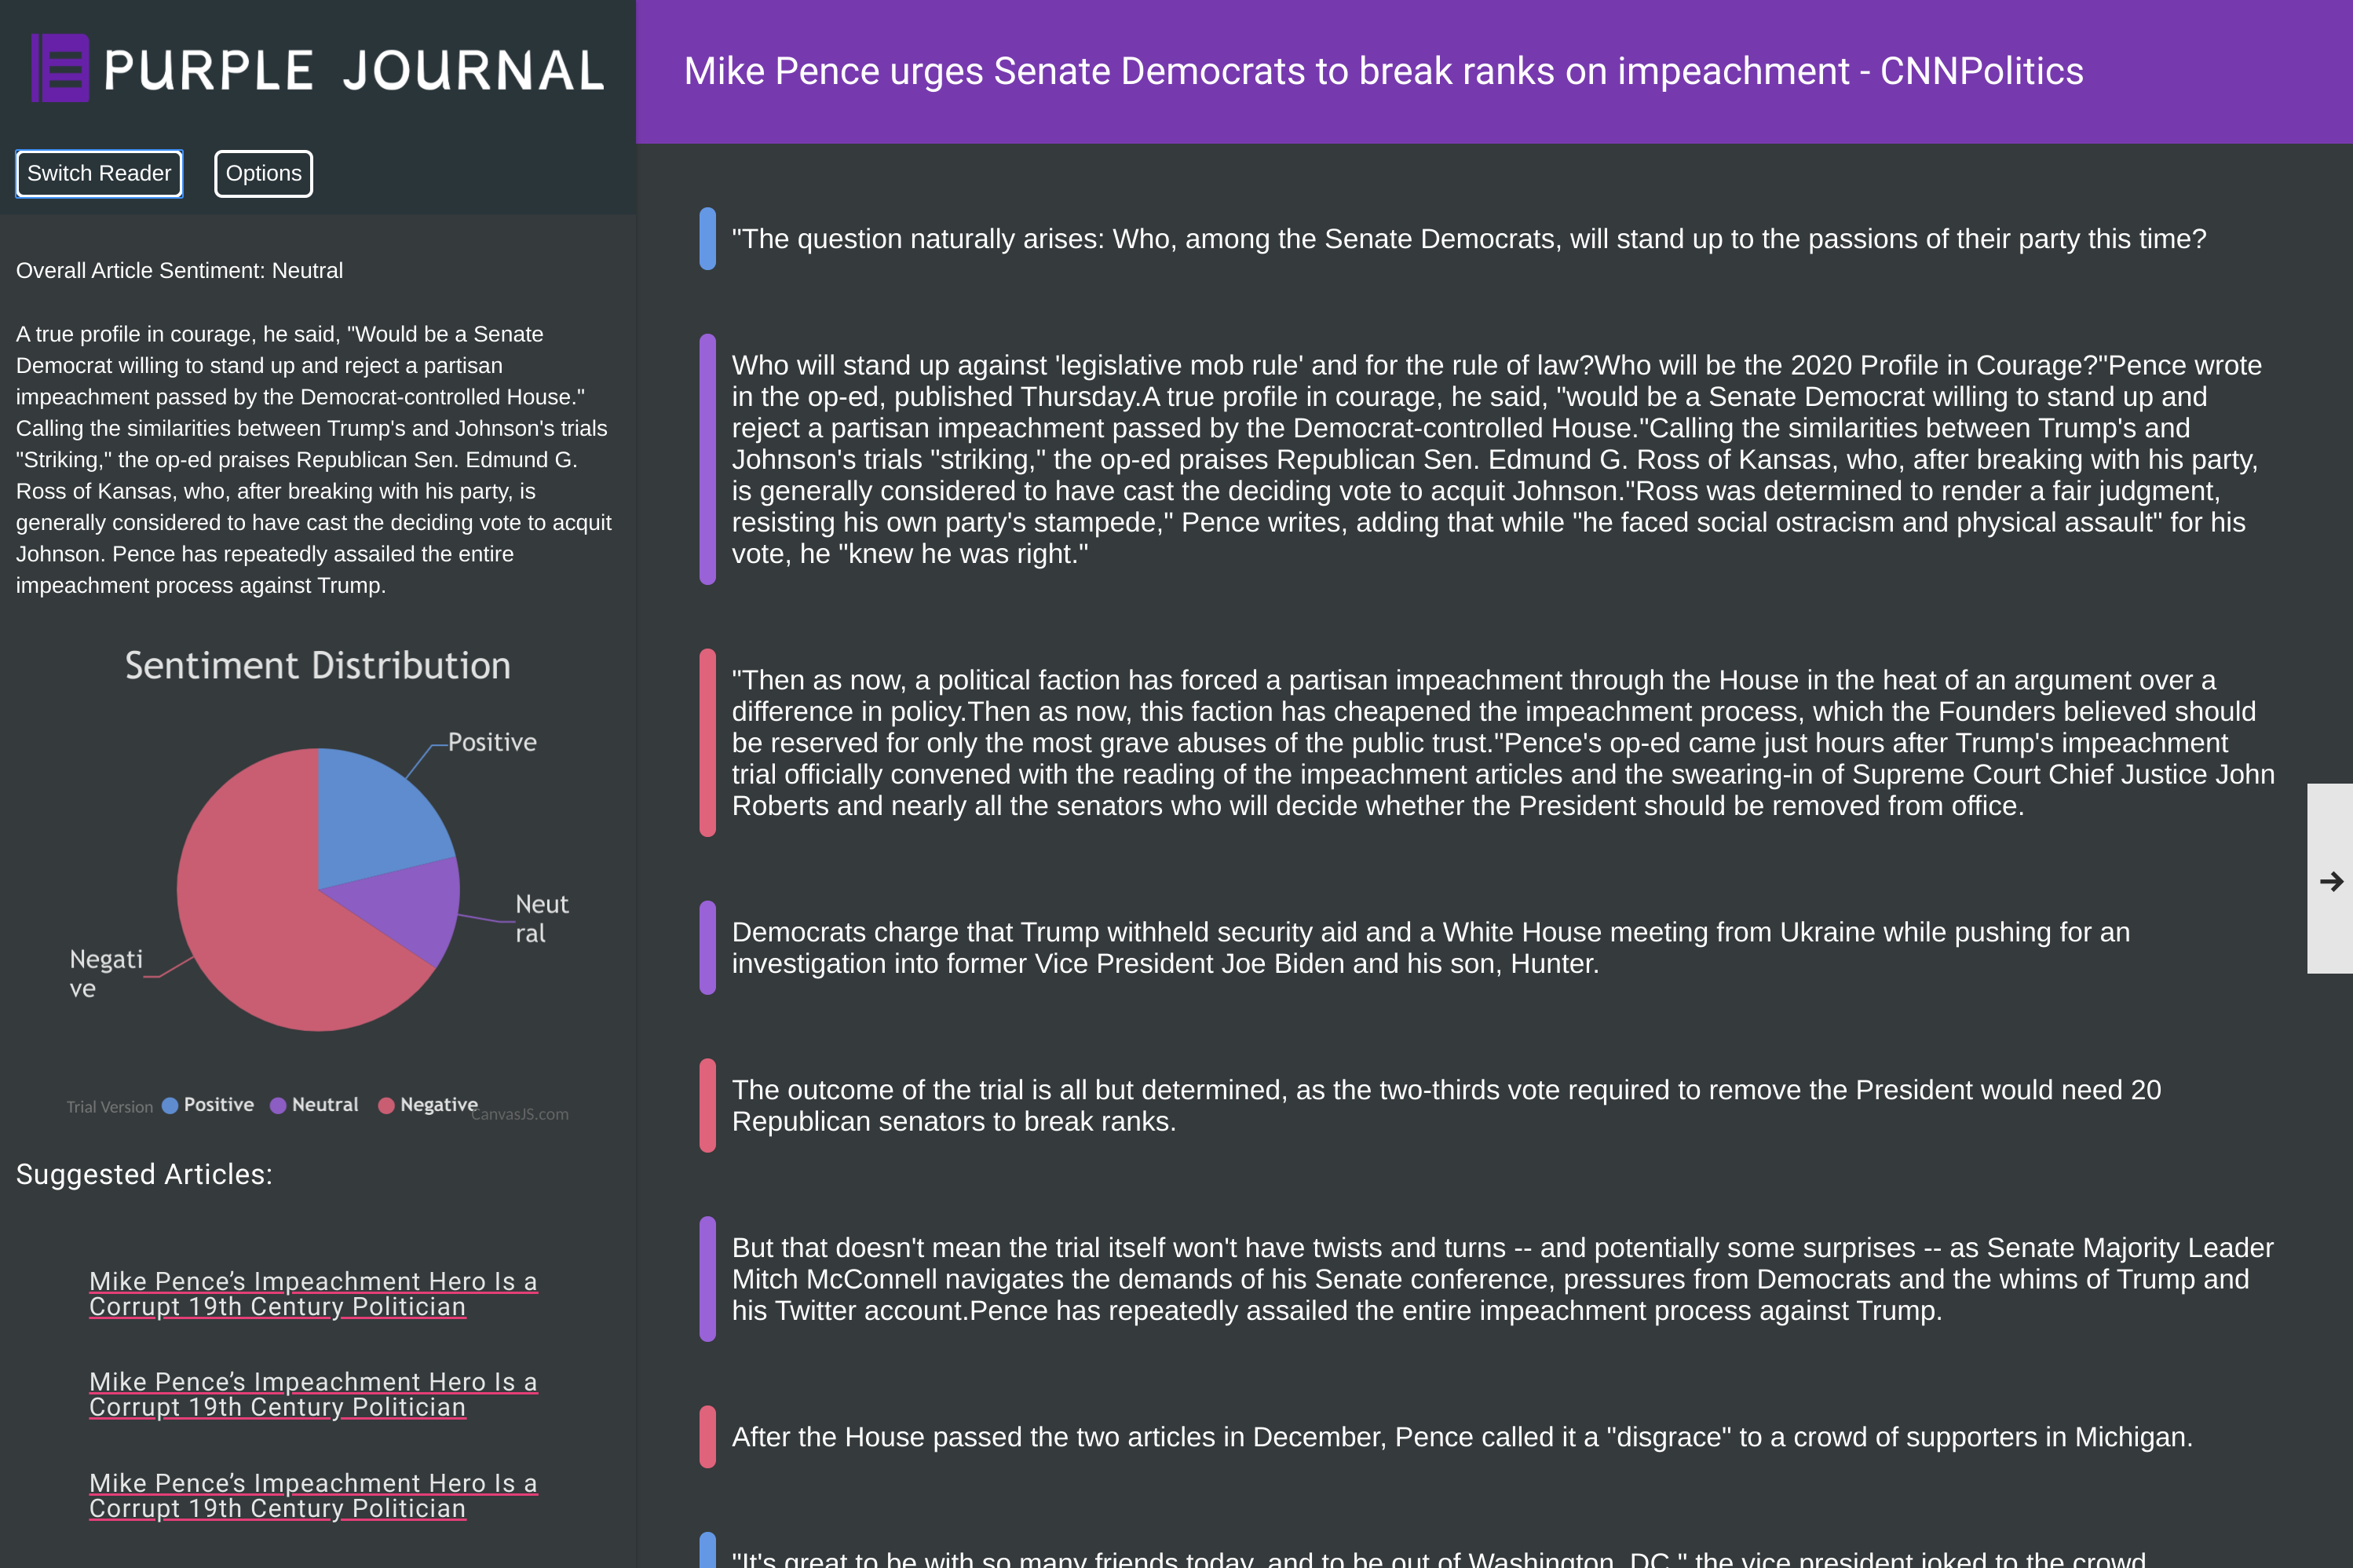 PURPLE JOURNAL
Switch Reader
Options
Overall Article Sentiment: Neutral
A true profile in courage, he said, "Would be a Senate
Democrat willing to stand up and reject a partisan
impeachment passed by the Democrat-controlled House."
Calling the similarities between Trump's and Johnson's trials
"Striking," the op-ed praises Republican Sen. Edmund G.
Ross of Kansas, who, after breaking with his party, is
generally considered to have cast the deciding vote to acquit
Johnson. Pence has repeatedly assailed the entire
impeachment process against Trump.
Sentiment Distribution
Positive
Neut
ral
Negati
ve
Trial Version
Positive
Neutral
Negative
CanvasJS.com
Suggested Articles:
Mike Pence’s Impeachment Hero Is a
Corrupt 19th Century Politician
Mike Pence’s Impeachment Hero Is a
Corrupt 19th Century Politician
Mike Pence’s Impeachment Hero Is a
Corrupt 19th Century Politician
Mike Pence urges Senate Democrats to break ranks on impeachment - CNNPolitics
"The question naturally arises: Who, among the Senate Democrats, will stand up to the passions of their party this time?
Who will stand up against 'legislative mob rule' and for the rule of law?Who will be the 2020 Profile in Courage?"Pence wrote
in the op-ed, published Thursday.A true profile in courage, he said, "would be a Senate Democrat willing to stand up and
reject a partisan impeachment passed by the Democrat-controlled House."Calling the similarities between Trump's and
Johnson's trials "striking," the op-ed praises Republican Sen. Edmund G. Ross of Kansas, who, after breaking with his party,
is generally considered to have cast the deciding vote to acquit Johnson."Ross was determined to render a fair judgment,
resisting his own party's stampede," Pence writes, adding that while "he faced social ostracism and physical assault" for his
vote, he "knew he was right."
"Then as now, a political faction has forced a partisan impeachment through the House in the heat of an argument over a
difference in policy.Then as now, this faction has cheapened the impeachment process, which the Founders believed should
be reserved for only the most grave abuses of the public trust."Pence's op-ed came just hours after Trump's impeachment
trial officially convened with the reading of the impeachment articles and the swearing-in of Supreme Court Chief Justice John
Roberts and nearly all the senators who will decide whether the President should be removed from office.
Democrats charge that Trump withheld security aid and a White House meeting from Ukraine while pushing for an
investigation into former Vice President Joe Biden and his son, Hunter.
The outcome of the trial is all but determined, as the two-thirds vote required to remove the President would need 20
Republican senators to break ranks.
But that doesn't mean the trial itself won't have twists and turns -- and potentially some surprises -- as Senate Majority Leader
Mitch McConnell navigates the demands of his Senate conference, pressures from Democrats and the whims of Trump and
his Twitter account.Pence has repeatedly assailed the entire impeachment process against Trump.
After the House passed the two articles in December, Pence called it a "disgrace" to a crowd of supporters in Michigan.
"It's great to be with so many friends today, and to be out of Washington, DC," the vice president joked to the crowd.